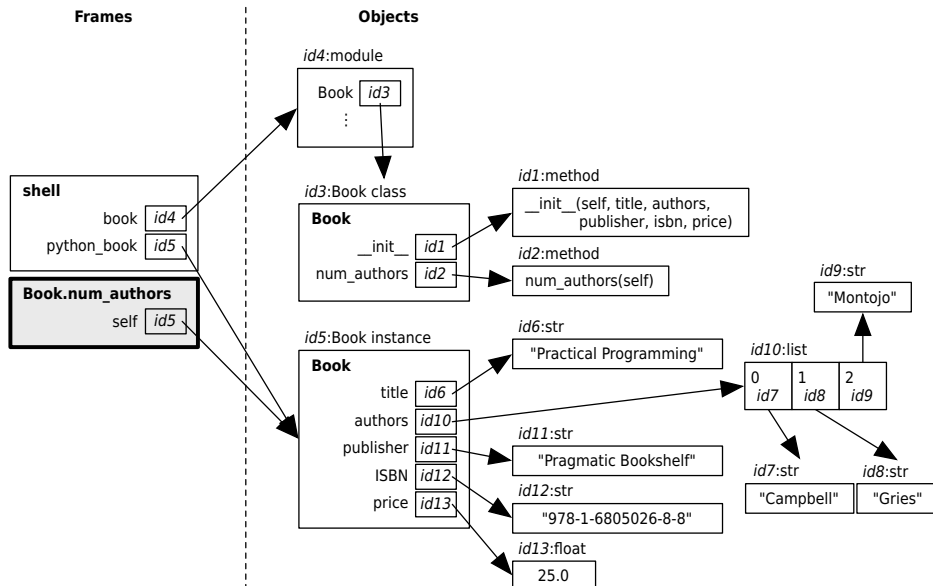 Frames
Objects
id4:module
Book id3
⋮
shell
book id4
python_book id5
Book.num_authors
self id5
id3:Book class
Book
__init__ id1
num_authors id2
id1:method
__init__(self, title, authors,
publisher, isbn, price)
id2:method
num_authors(self)
id5:Book instance
Book
title id6
authors id10
publisher id11
ISBN id12
price id13
id6:str
"Practical Programming"
id9:str
"Montojo"
id10:list
0 1 2
id7 id8 id9
id11:str
"Pragmatic Bookshelf"
id7:str
"Campbell"
id8:str
"Gries"
id12:str
"978-1-6805026-8-8"
id13:float
25.0